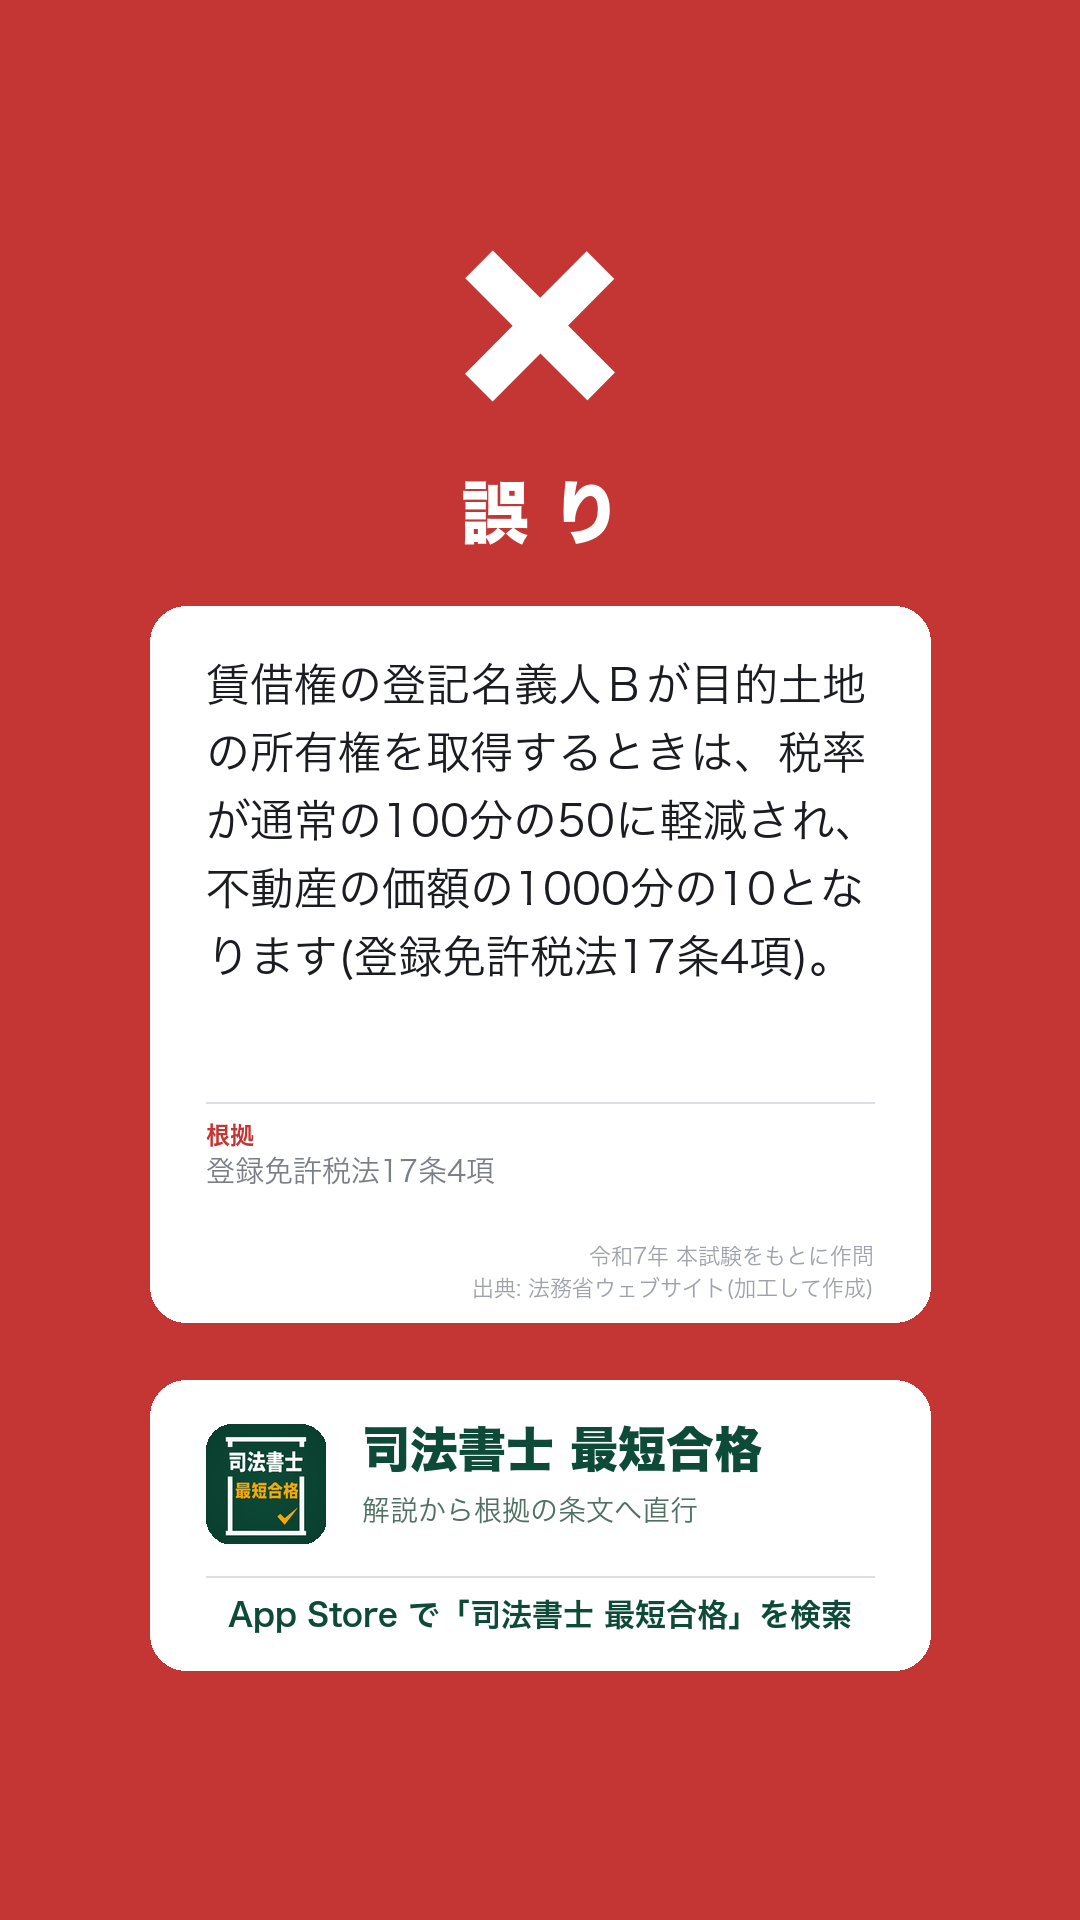 誤り
賃借権の登記名義人Ｂが目的土地
の所有権を取得するときは、税率
が通常の100分の50に軽減され、
不動産の価額の1000分の10とな
ります(登録免許税法17条4項)。
根拠
登録免許税法17条4項
令和7年 本試験をもとに作問
出典: 法務省ウェブサイト(加工して作成)
司法書士
最短合格
司法書士 最短合格
解説から根拠の条文へ直行
App Store で「司法書士 最短合格」を検索